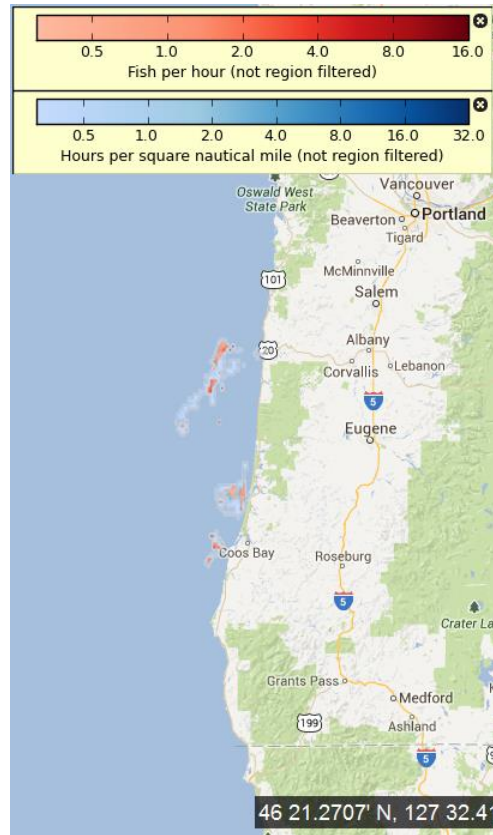 0.5 1.0 2.0 4.0 8.0 16.0
Fish per hour (not region filtered)
0.5 1.0 2.0 4.0 8.0 16.0 32.0
Hours per square nautical mile (not region filtered)
Vancouver
Oswald West
State Park
Beaverton
Portland
Tigard
McMinnville
101
Salem
Albany
20
Corvallis
Lebanon
5
Eugene
Coos Bay
Roseburg
5
Crater La
Grants Pass
Medford
199
Ashland
5
46 21.2707' N, 127 32.41